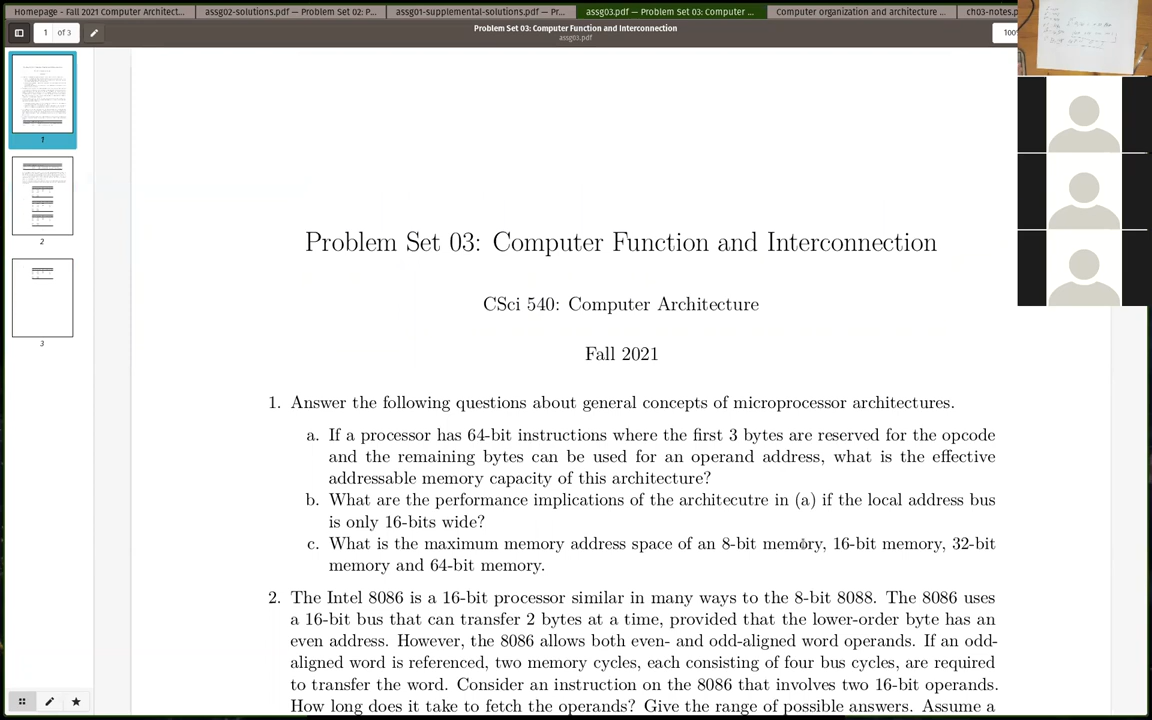 Homepage - Fall 2021 Computer Architect...
assg02-solutions.pdf — Problem Set 02: P...
assg01-supplemental-solutions.pdf — Pr...
assg03.pdf — Problem Set 03: Computer ...
Computer organization and architecture ...
ch03-notes.p
1 of 3
Problem Set 03: Computer Function and Interconnection
assg03.pdf
100
1
2
3
Problem Set 03: Computer Function and Interconnection
CSci 540: Computer Architecture
Fall 2021
1. Answer the following questions about general concepts of microprocessor architectures.
a. If a processor has 64-bit instructions where the first 3 bytes are reserved for the opcode
and the remaining bytes can be used for an operand address, what is the effective
addressable memory capacity of this architecture?
b. What are the performance implications of the architecutre in (a) if the local address bus
is only 16-bits wide?
c. What is the maximum memory address space of an 8-bit memory, 16-bit memory, 32-bit
memory and 64-bit memory.
2. The Intel 8086 is a 16-bit processor similar in many ways to the 8-bit 8088. The 8086 uses
a 16-bit bus that can transfer 2 bytes at a time, provided that the lower-order byte has an
even address. However, the 8086 allows both even- and odd-aligned word operands. If an odd-
aligned word is referenced, two memory cycles, each consisting of four bus cycles, are required
to transfer the word. Consider an instruction on the 8086 that involves two 16-bit operands.
How long does it take to fetch the operands? Give the range of possible answers. Assume a